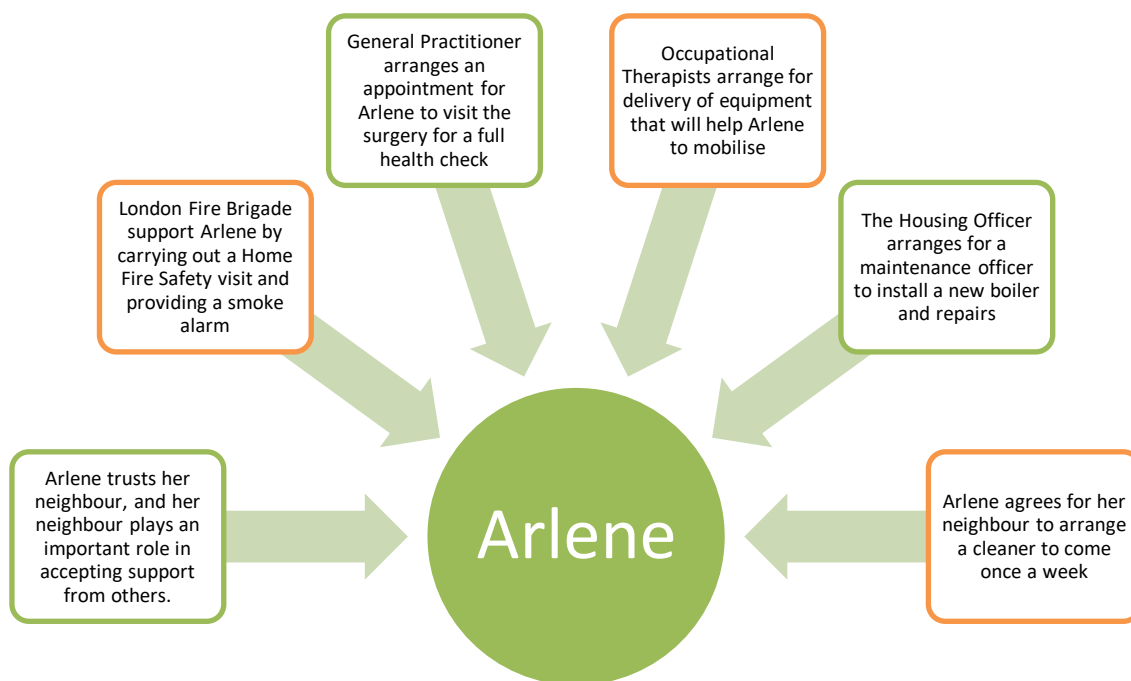 General Practitioner
arranges an
appointment for
Arlene to visit the
surgery for a full
health check
Occupational
Therapists arrange for
delivery of equipment
that will help Arlene
to mobilise
London Fire Brigade
support Arlene by
carrying out a Home
Fire Safety visit and
providing a smoke
alarm
The Housing Officer
arranges for a
maintenance officer
to install a new boiler
and repairs
Arlene trusts her
neighbour, and her
neighbour plays an
important role in
accepting support
from others.
Arlene
Arlene agrees for her
neighbour to arrange
a cleaner to come
once a week